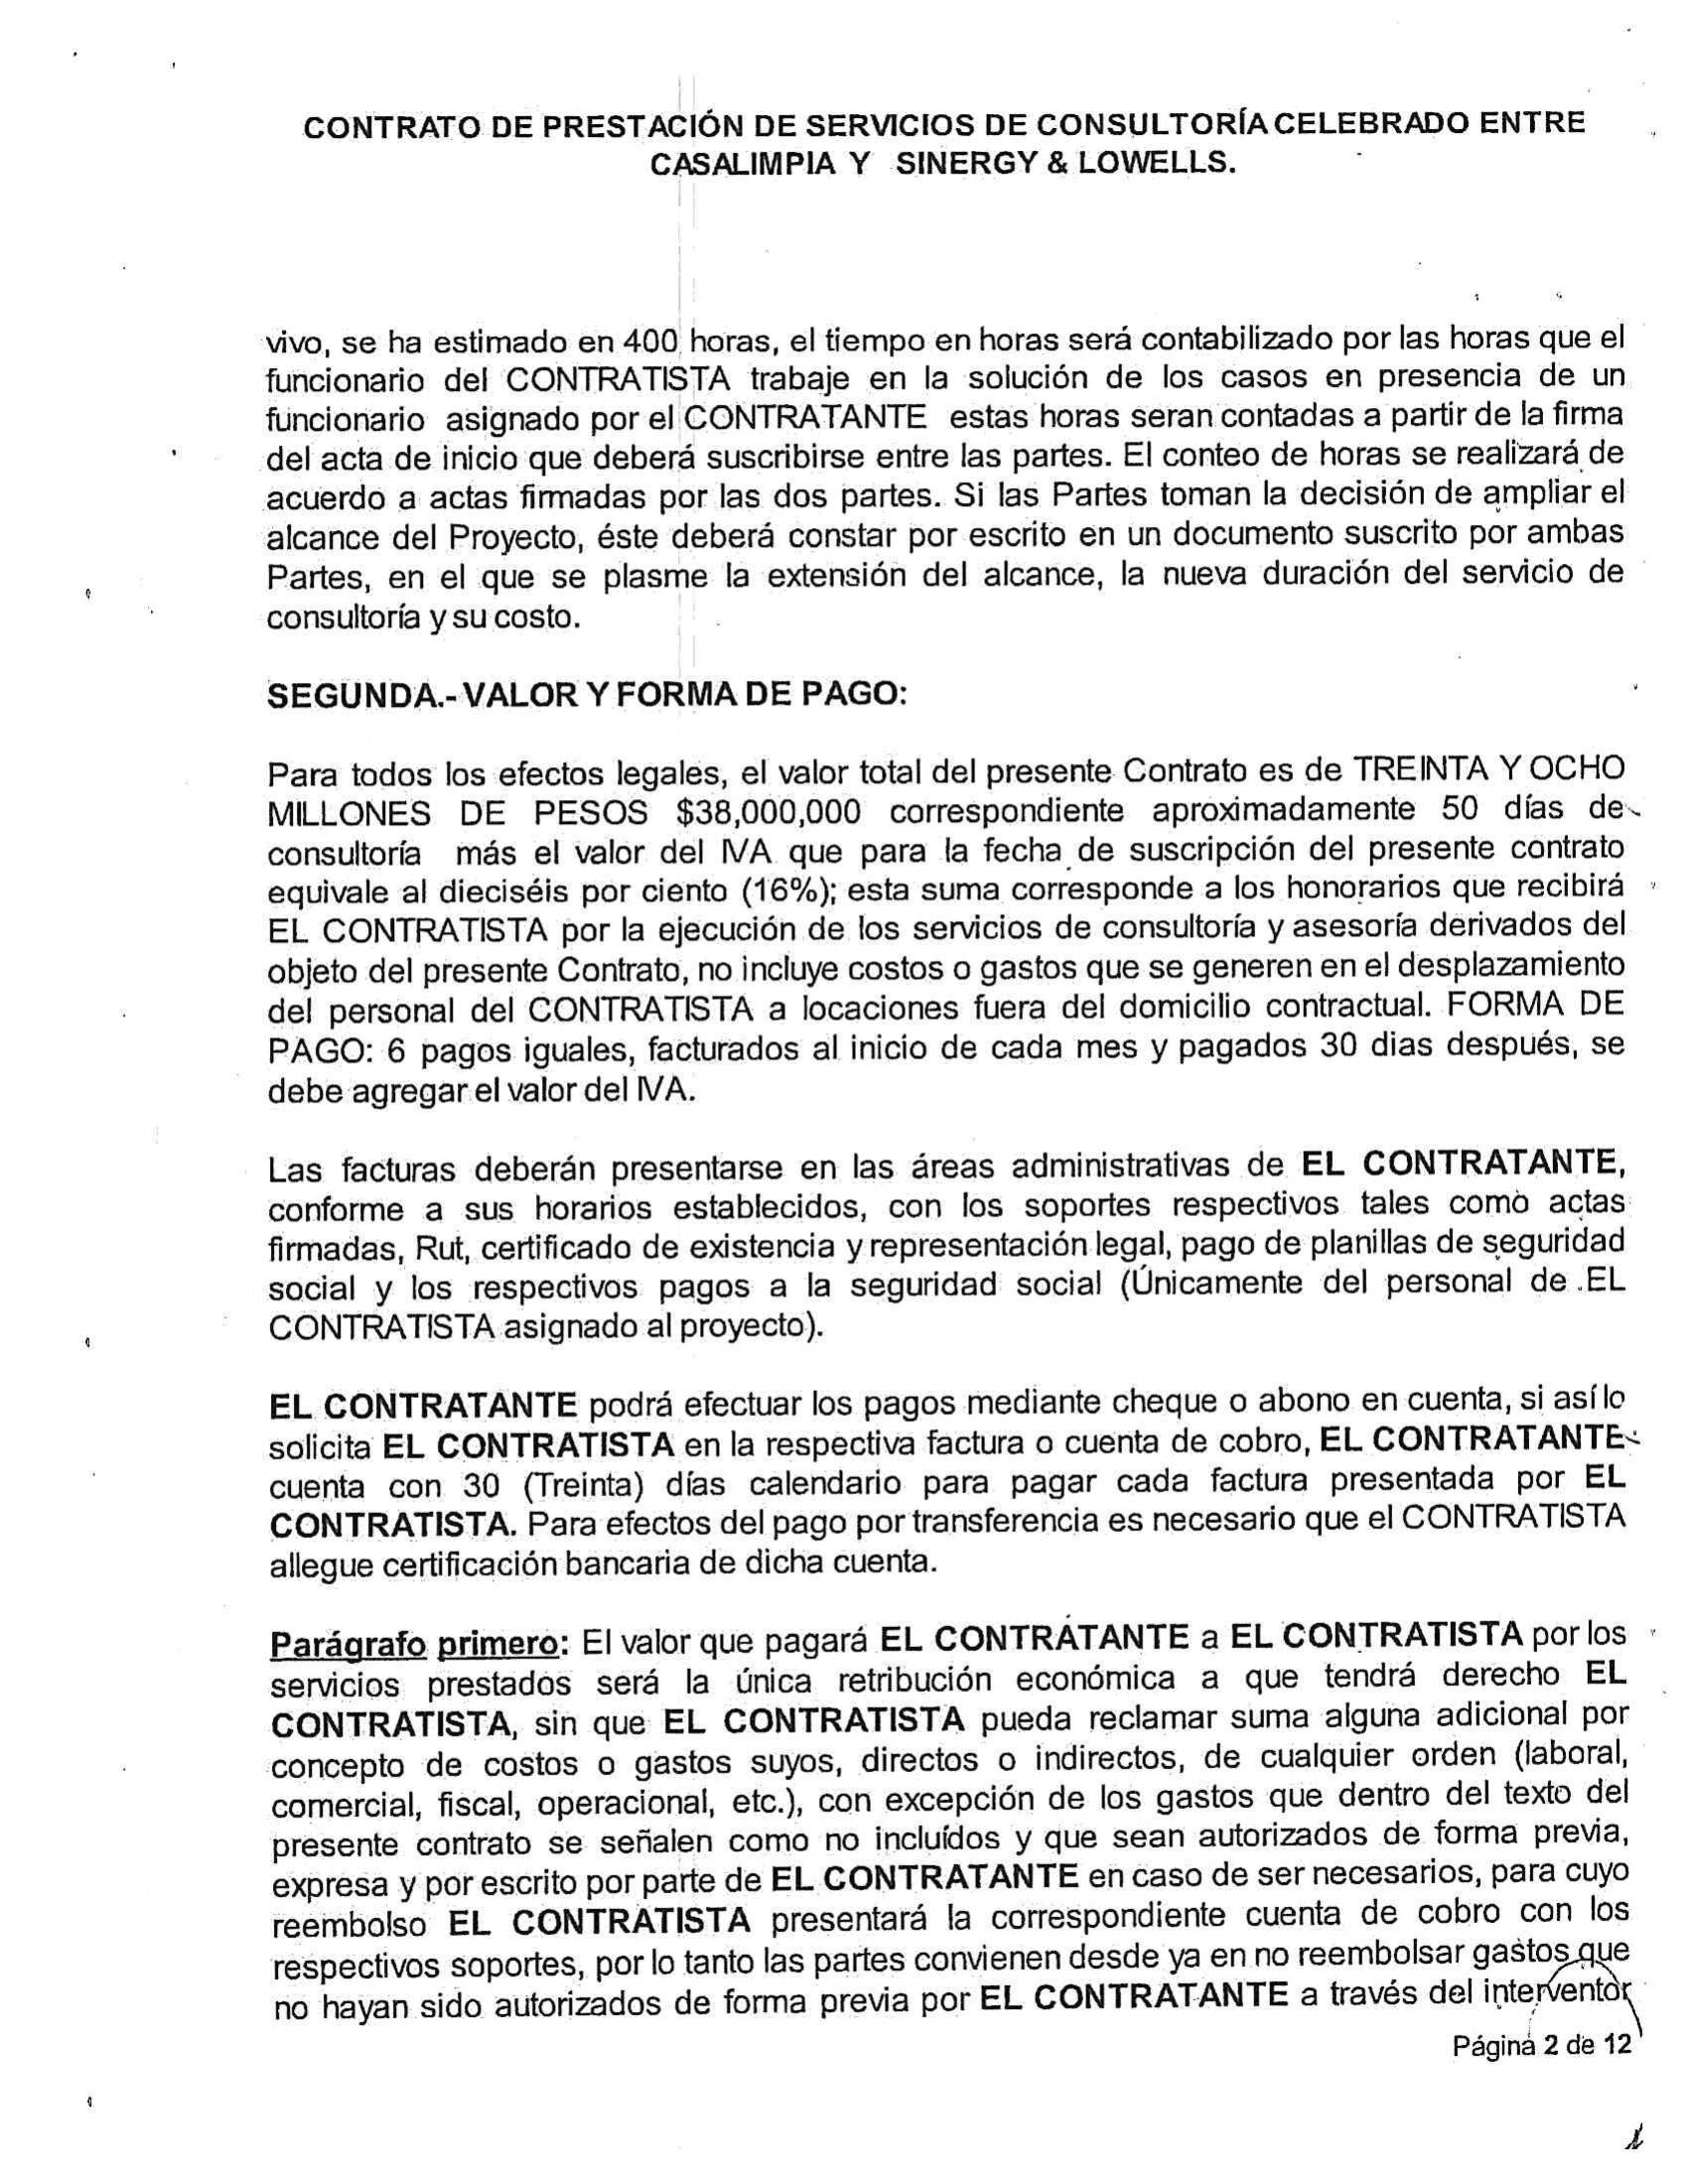 CONTRATO DE PRESTACIÓN DE SERVICIOS DE CONSULTORÍA CELEBRADO ENTRE
CASALIMPIA Y SINERGY & LOWELLS.
vivo, se ha estimado en 400 horas, el tiempo en horas será contabilizado por las horas que el
funcionario del CONTRATISTA trabaje en la solución de los casos en presencia de un
funcionario asignado por el CONTRATANTE estas horas seran contadas a partir de la firma
del acta de inicio que deberá suscribirse entre las partes. El conteo de horas se realizará de
acuerdo a actas firmadas por las dos partes. Si las Partes toman la decisión de ampliar el
alcance del Proyecto, éste deberá constar por escrito en un documento suscrito por ambas
Partes, en el que se plasme la extensión del alcance, la nueva duración del servicio de
consultoría y su costo.
SEGUNDA.- VALOR Y FORMA DE PAGO:
Para todos los efectos legales, el valor total del presente Contrato es de TREINTA Y OCHO
MILLONES DE PESOS $38,000,000 correspondiente aproximadamente 50 días de
consultoría más el valor del IVA que para la fecha de suscripción del presente contrato
equivale al dieciséis por ciento (16%); esta suma corresponde a los honorarios que recibirá
EL CONTRATISTA por la ejecución de los servicios de consultoría y asesoría derivados del
objeto del presente Contrato, no incluye costos o gastos que se generen en el desplazamiento
del personal del CONTRATISTA a locaciones fuera del domicilio contractual. FORMA DE
PAGO: 6 pagos iguales, facturados al inicio de cada mes y pagados 30 dias después, se
debe agregar el valor del IVA.
Las facturas deberán presentarse en las áreas administrativas de EL CONTRATANTE,
conforme a sus horarios establecidos, con los soportes respectivos tales como actas
firmadas, Rut, certificado de existencia y representación legal, pago de planillas de seguridad
social y los respectivos pagos a la seguridad social (Únicamente del personal de EL
CONTRATISTA asignado al proyecto).
EL CONTRATANTE podrá efectuar los pagos mediante cheque o abono en cuenta, si así lo
solicita EL CONTRATISTA en la respectiva factura o cuenta de cobro, EL CONTRATANTE
cuenta con 30 (Treinta) días calendario para pagar cada factura presentada por EL
CONTRATISTA. Para efectos del pago por transferencia es necesario que el CONTRATISTA
allegue certificación bancaria de dicha cuenta.
Parágrafo primero: El valor que pagará EL CONTRATANTE a EL CONTRATISTA por los
servicios prestados será la única retribución económica a que tendrá derecho EL
CONTRATISTA, sin que EL CONTRATISTA pueda reclamar suma alguna adicional por
concepto de costos o gastos suyos, directos o indirectos, de cualquier orden (laboral,
comercial, fiscal, operacional, etc.), con excepción de los gastos que dentro del texto del
presente contrato se señalen como no incluídos y que sean autorizados de forma previa,
expresa y por escrito por parte de EL CONTRATANTE en caso de ser necesarios, para cuyo
reembolso EL CONTRATISTA presentará la correspondiente cuenta de cobro con los
respectivos soportes, por lo tanto las partes convienen desde ya en no reembolsar gastos que
no hayan sido autorizados de forma previa por EL CONTRATANTE a través del interventor
Página 2 de 12